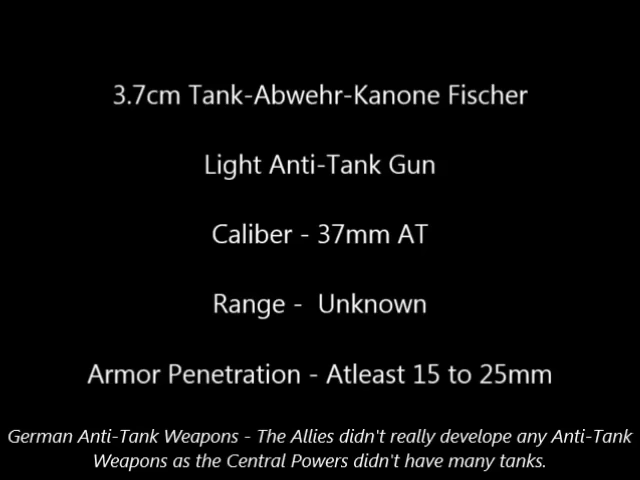 3.7cm Tank-Abwehr-Kanone Fischer
Light Anti-Tank Gun
Caliber - 37mm AT
Range -  Unknown
Armor Penetration - Atleast 15 to 25mm
German Anti-Tank Weapons - The Allies didn't really develope any Anti-Tank
Weapons as the Central Powers didn't have many tanks.